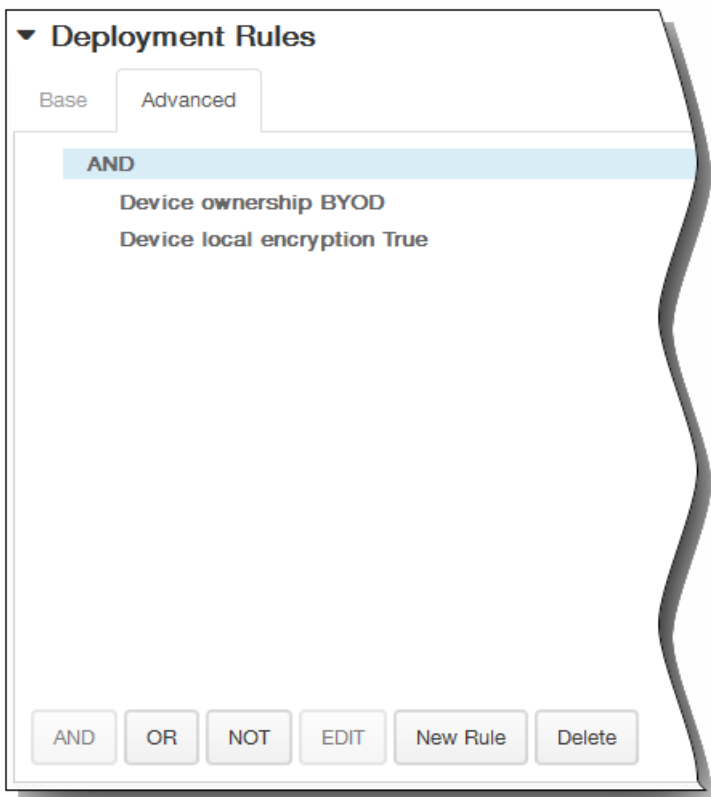 Deployment Rules
Base Advanced
AND
Device ownership BYOD
Device local encryption True
AND OR NOT EDIT New Rule Delete